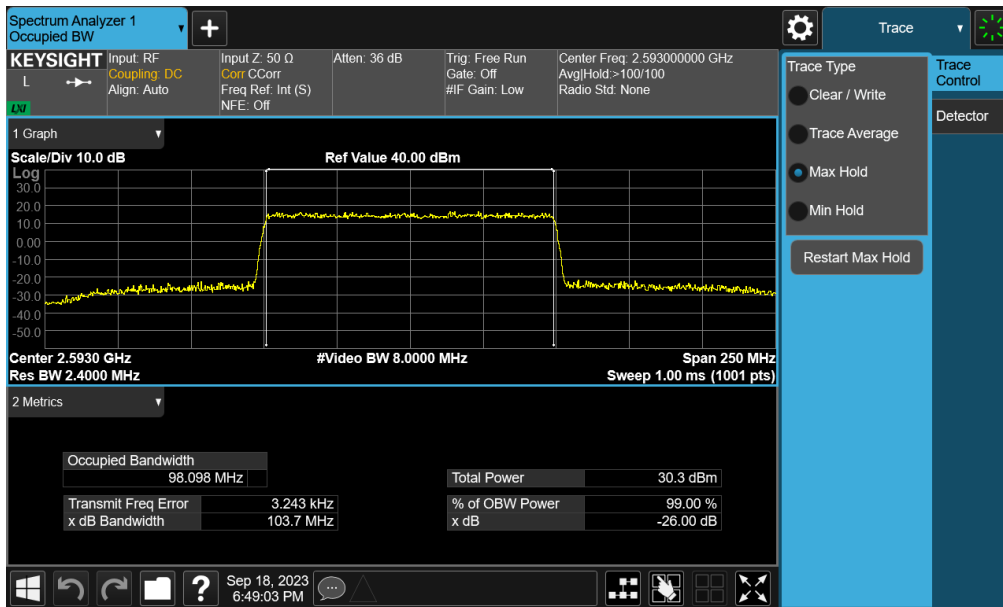 Spectrum Analyzer 1
Occupied BW
Trace
KEYSIGHT
L
LXI
Input: RF
Coupling: DC
Align: Auto
Input Z: 50 Ω
Corr CCorr
Freq Ref: Int (S)
NFE: Off
Atten: 36 dB
Trig: Free Run
Gate: Off
#IF Gain: Low
Center Freq: 2.593000000 GHz
Avg|Hold:>100/100
Radio Std: None
1 Graph
Scale/Div 10.0 dB
Ref Value 40.00 dBm
Log
30.0
20.0
10.0
0.00
-10.0
-20.0
-30.0
-40.0
-50.0
Center 2.5930 GHz
#Video BW 8.0000 MHz
Span 250 MHz
Res BW 2.4000 MHz
Sweep 1.00 ms (1001 pts)
2 Metrics
Occupied Bandwidth
98.098 MHz
Total Power 30.3 dBm
Transmit Freq Error 3.243 kHz
% of OBW Power 99.00 %
x dB Bandwidth 103.7 MHz
x dB -26.00 dB
Trace Type
Clear / Write
Trace Average
Max Hold
Min Hold
Restart Max Hold
Trace
Control
Detector
?
Sep 18, 2023
6:49:03 PM